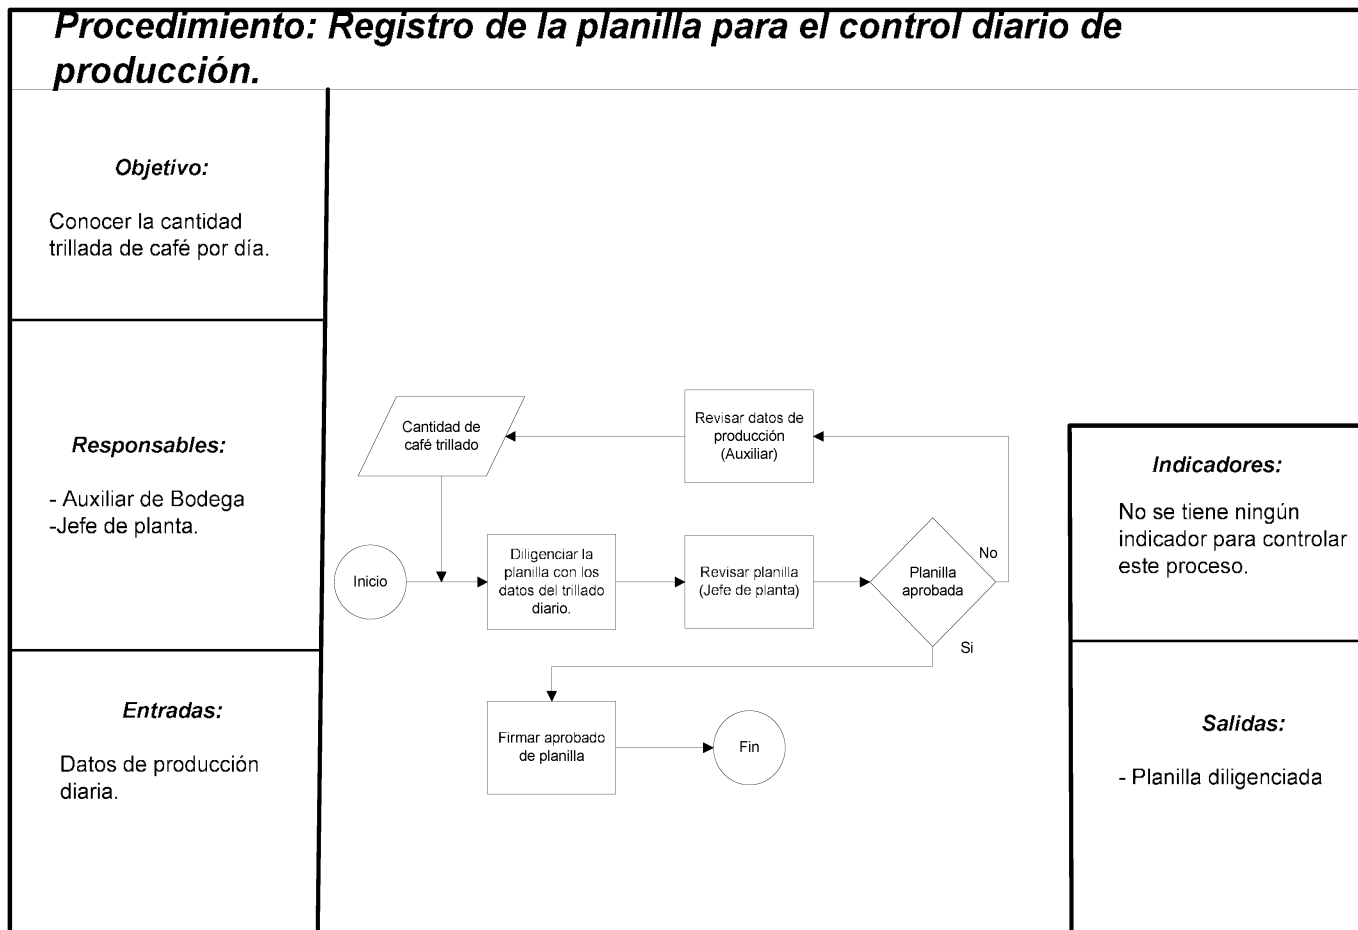 Procedimiento: Registro de la planilla para el control diario de
producción.
Objetivo:
Conocer la cantidad
trillada de café por día.
Responsables:
- Auxiliar de Bodega
-Jefe de planta.
Entradas:
Datos de producción
diaria.
Cantidad de
café trillado
Revisar datos de
producción
(Auxiliar)
Inicio
Diligenciar la
planilla con los
datos del trillado
diario.
Revisar planilla
(Jefe de planta)
Planilla
aprobada
No
Si
Firmar aprobado
de planilla
Fin
Indicadores:
No se tiene ningún
indicador para controlar
este proceso.
Salidas:
- Planilla diligenciada